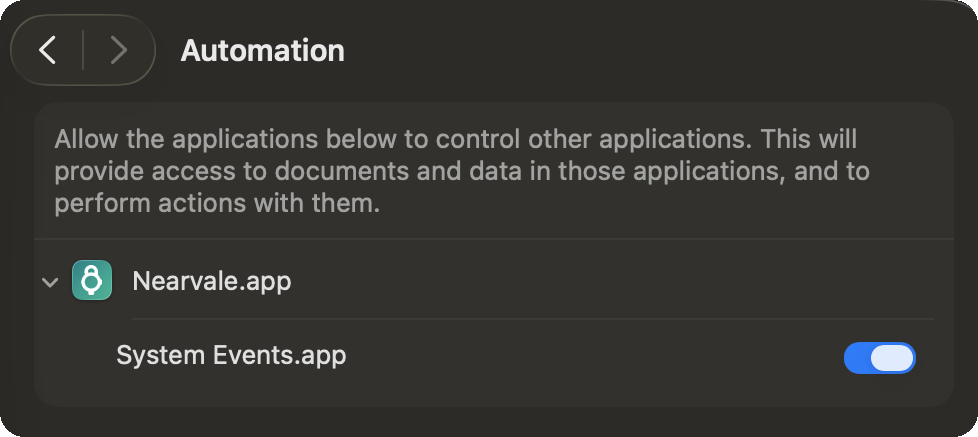 Automation
Allow the applications below to control other applications. This will
provide access to documents and data in those applications, and to
perform actions with them.
Nearvale.app
System Events.app